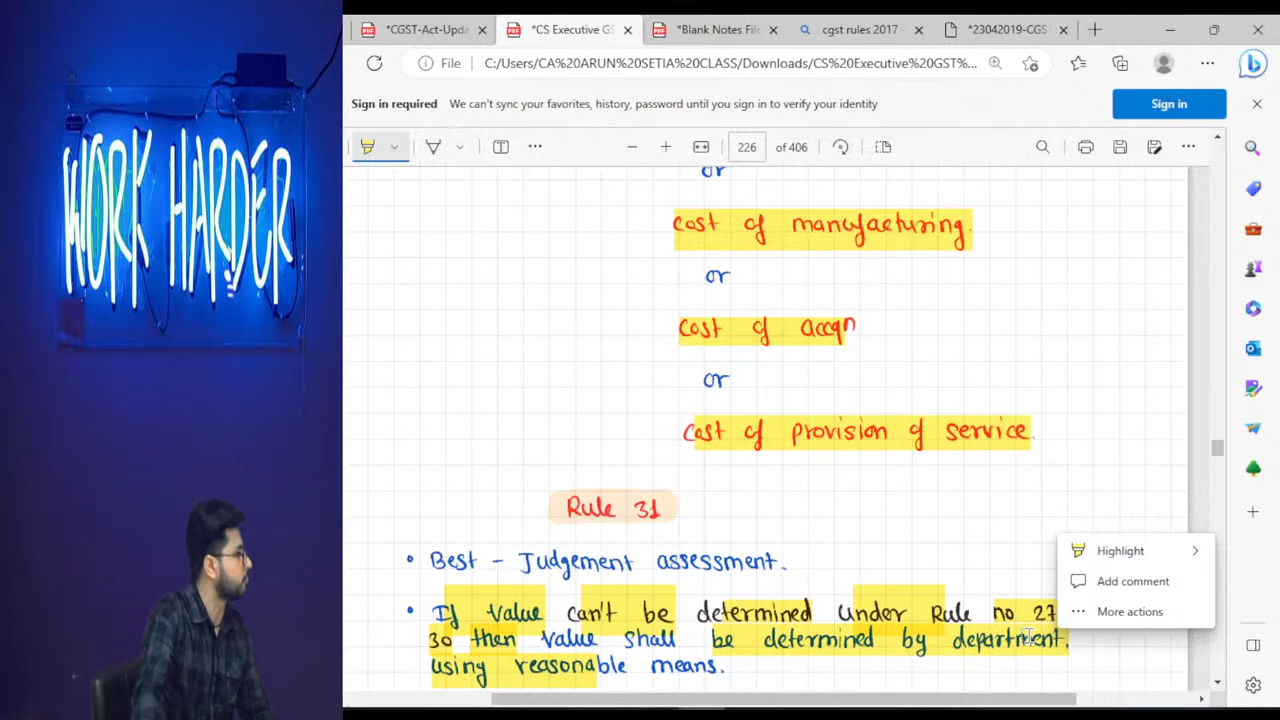 WORK HARDER
*CGST-Act-Upda
*CS Executive GS
*Blank Notes File
cgst rules 2017
*23042019-CGST
File
C:/Users/CA%20ARUN%20SETIA%20CLASS/Downloads/CS%20Executive%20GST%...
Sign in required
We can't sync your favorites, history, password until you sign in to verify your identity
Sign in
226 of 406
or
Cost of manufacturing.
or
Cost of accqn
or
Cost of provision of service.
Rule 31
• Best - Judgement assessment.
• If value can't be determined under Rule no 27
30 then value shall be determined by department.
using reasonable means.
Highlight
Add comment
More actions